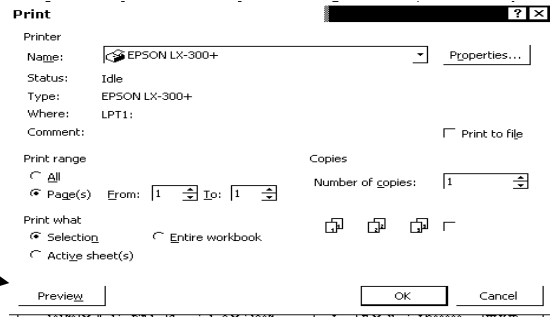 Print
Printer
Name: EPSON LX-300+ Properties...
Status: Idle
Type: EPSON LX-300+
Where: LPT1:
Comment: Print to file
Print range Copies
All Number of copies: 1
Page(s) From: 1 To: 1
Print what
Selection Entire workbook
Active sheet(s)
Preview OK Cancel